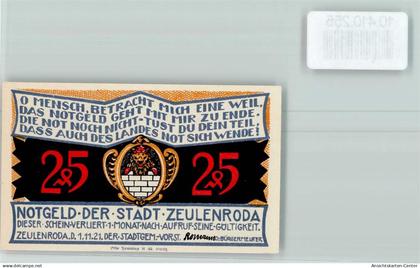 O MENSCH, BETRACHT MICH EINE WEIL,
DAS NOTGELD GEHT MIT MIR ZU ENDE.
DIE NOT NOCH NICHT - TUST DU DEIN TEIL;
DASS AUCH DES LANDES NOT SICH WENDE!
25 25
NOTGELD · DER · STADT · ZEULENRODA
DIESER · SCHEIN · VERLIERT · 1 · MONAT · NACH · AUFRUF · SEINE · GÜLTIGKEIT.
ZEULENRODA, D. 1.11.21. DER STADTGEM. - VORST. BÜRGERMEISTER
10.410.255
Ansichtskarten-Center